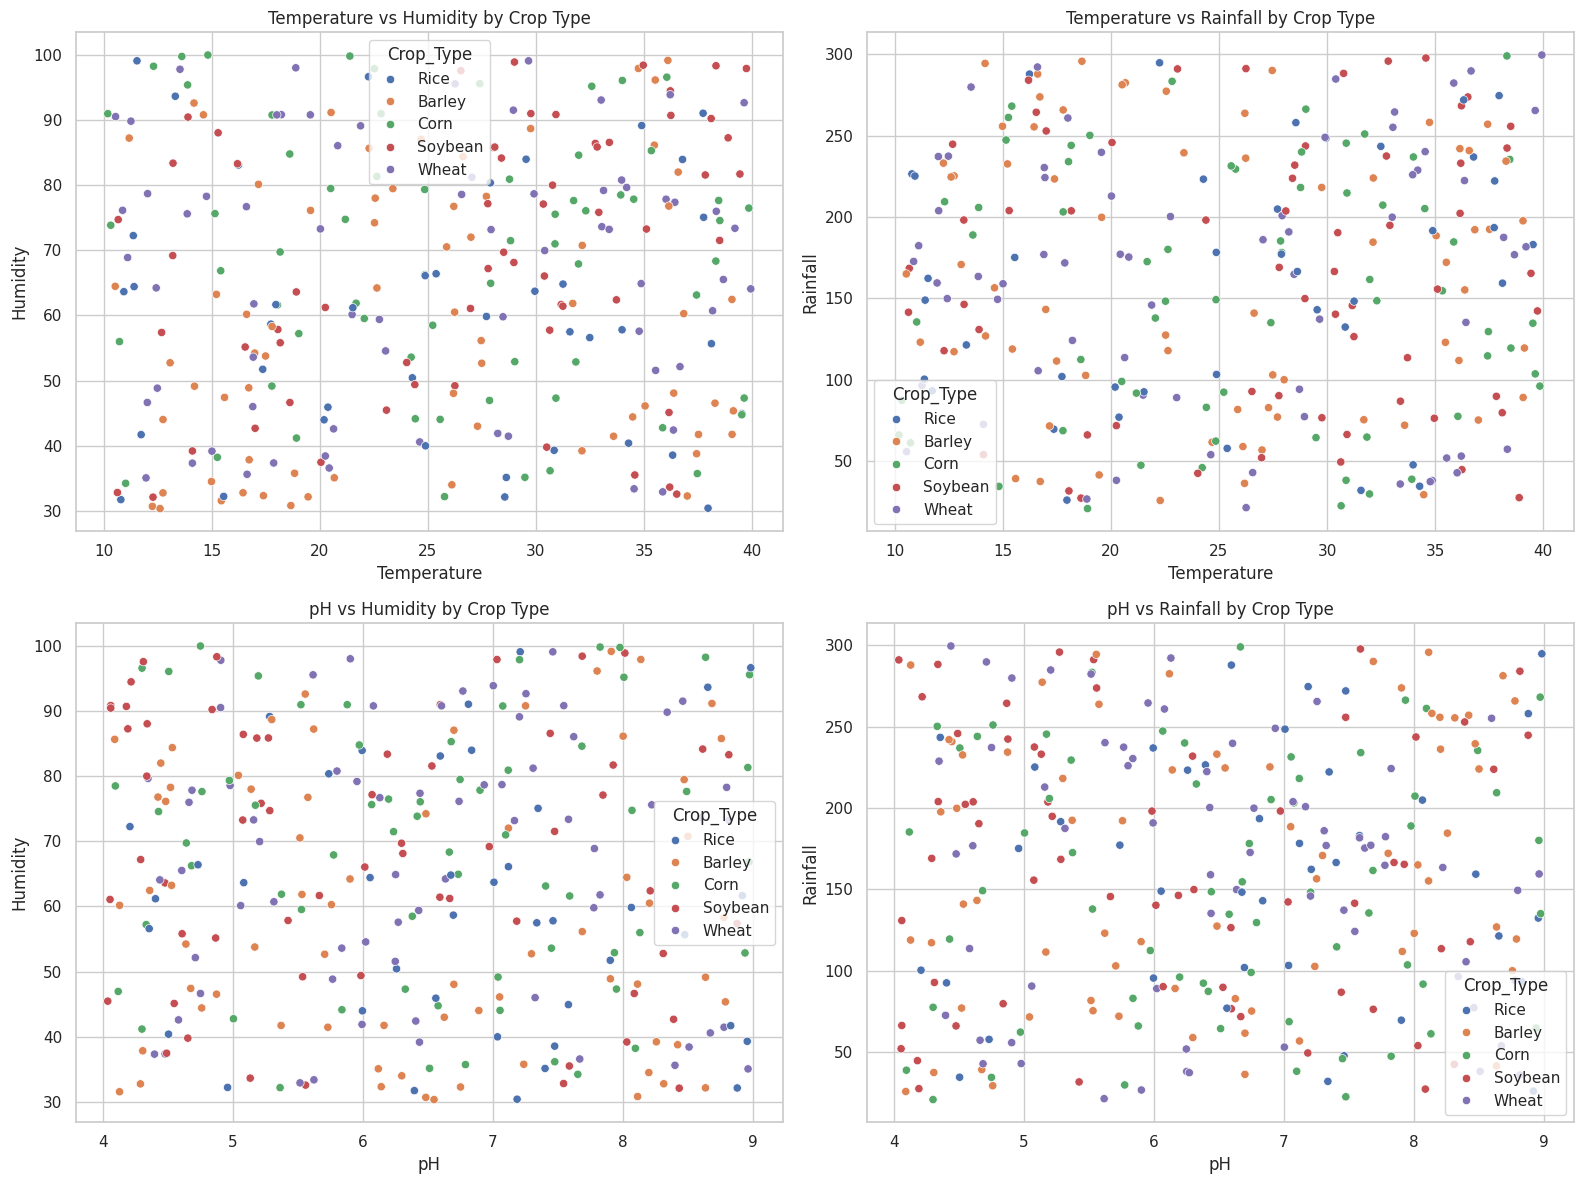 Temperature vs Humidity by Crop Type
100
90
80
70
60
50
40
30
Humidity
Crop_Type
Rice
Barley
Corn
Soybean
Wheat
10 15 20 25 30 35 40
Temperature
Temperature vs Rainfall by Crop Type
300
250
200
150
100
50
Rainfall
Crop_Type
Rice
Barley
Corn
Soybean
Wheat
10 15 20 25 30 35 40
Temperature
pH vs Humidity by Crop Type
100
90
80
70
60
50
40
30
Humidity
Crop_Type
Rice
Barley
Corn
Soybean
Wheat
4 5 6 7 8 9
pH
pH vs Rainfall by Crop Type
300
250
200
150
100
50
Rainfall
Crop_Type
Rice
Barley
Corn
Soybean
Wheat
4 5 6 7 8 9
pH